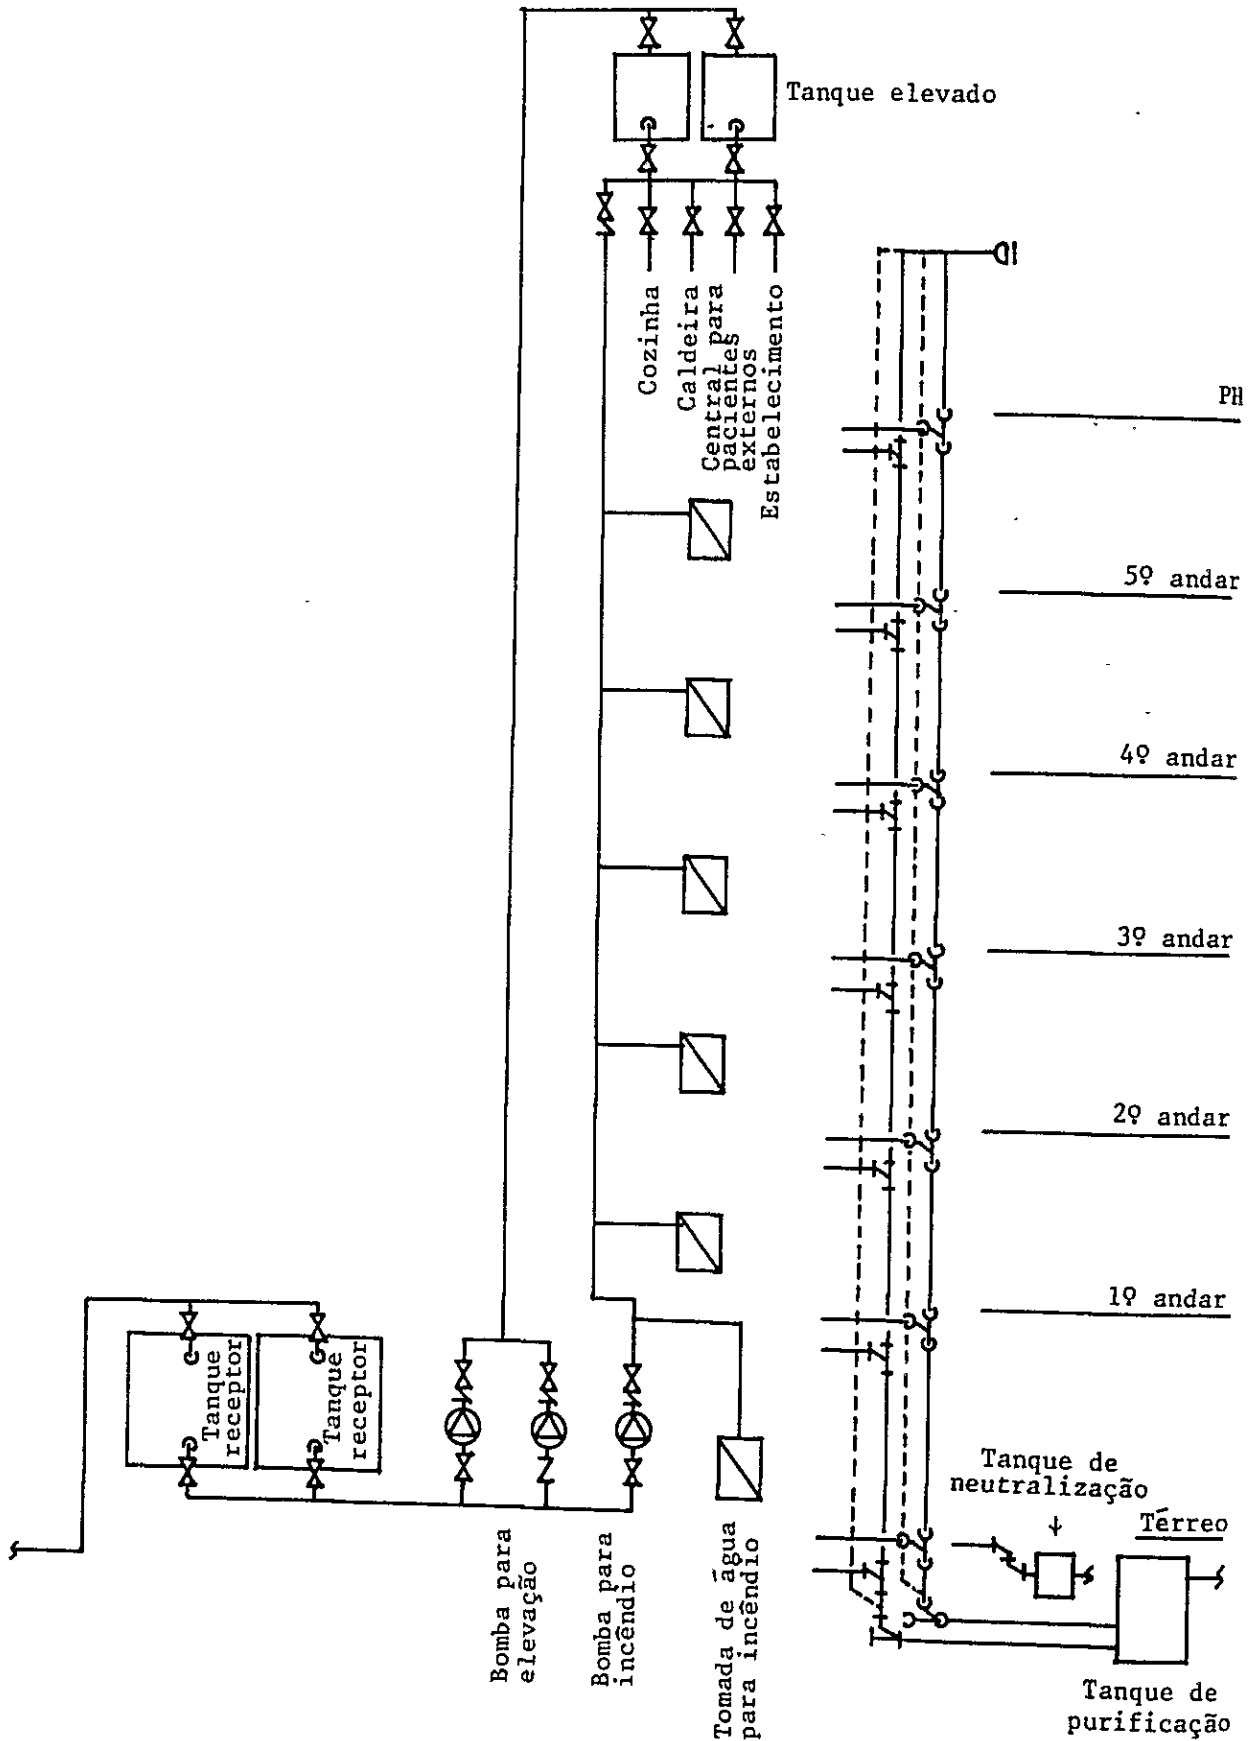 Tanque elevado
Cozinha
Caldeira
Central para
pacientes
externos
Estabelecimento
PH
5º andar
4º andar
3º andar
2º andar
1º andar
Tanque
receptor
Tanque
receptor
Tanque de
neutralização
Térreo
Bomba para
elevação
Bomba para
incêndio
Tomada de água
para incêndio
Tanque de
purificação